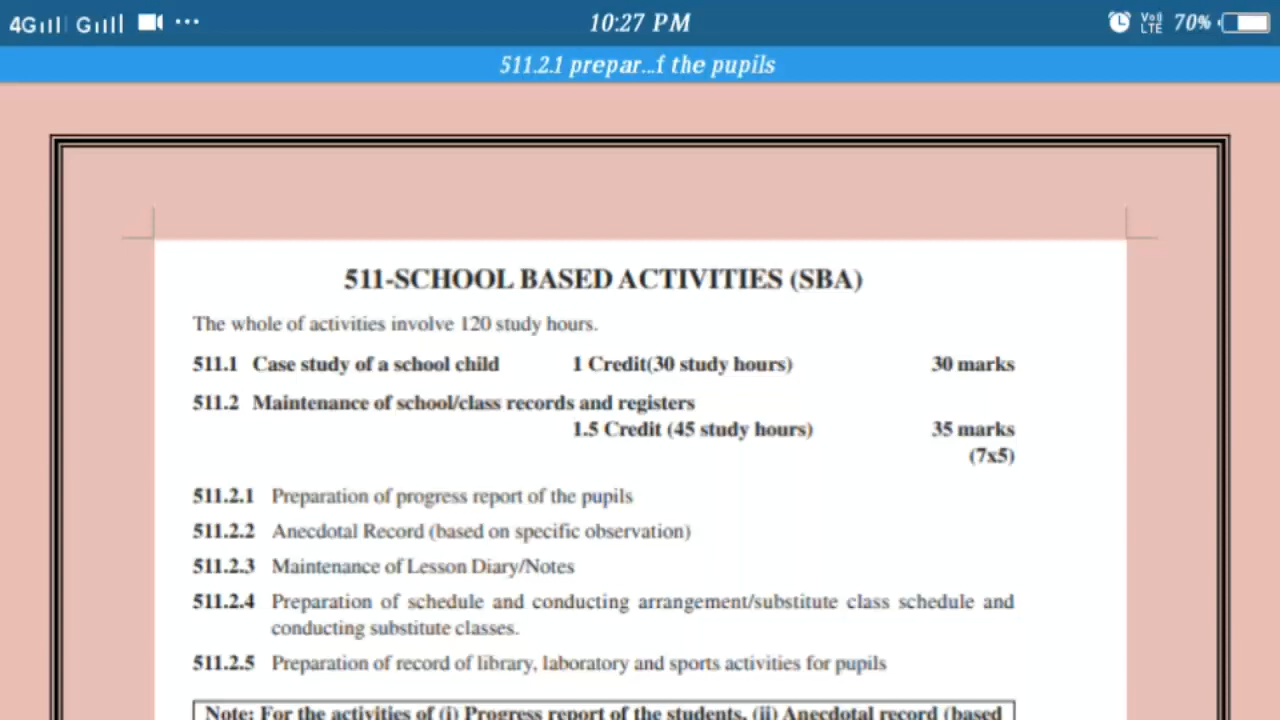 4G G ... 10:27 PM VoLTE 70%
511.2.1 prepar...f the pupils
511-SCHOOL BASED ACTIVITIES (SBA)
The whole of activities involve 120 study hours.
511.1 Case study of a school child 1 Credit(30 study hours) 30 marks
511.2 Maintenance of school/class records and registers
1.5 Credit (45 study hours) 35 marks
(7x5)
511.2.1 Preparation of progress report of the pupils
511.2.2 Anecdotal Record (based on specific observation)
511.2.3 Maintenance of Lesson Diary/Notes
511.2.4 Preparation of schedule and conducting arrangement/substitute class schedule and
conducting substitute classes.
511.2.5 Preparation of record of library, laboratory and sports activities for pupils
Note: For the activities of (i) Progress report of the students, (ii) Anecdotal record (based